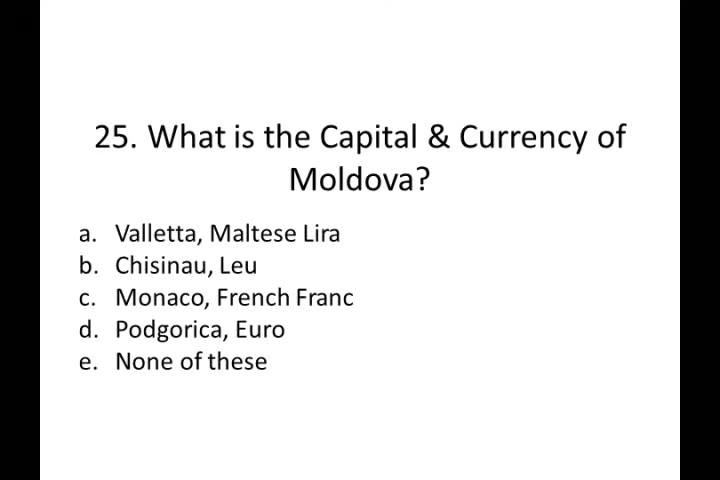 25. What is the Capital & Currency of
Moldova?
a. Valletta, Maltese Lira
b. Chisinau, Leu
c. Monaco, French Franc
d. Podgorica, Euro
e. None of these